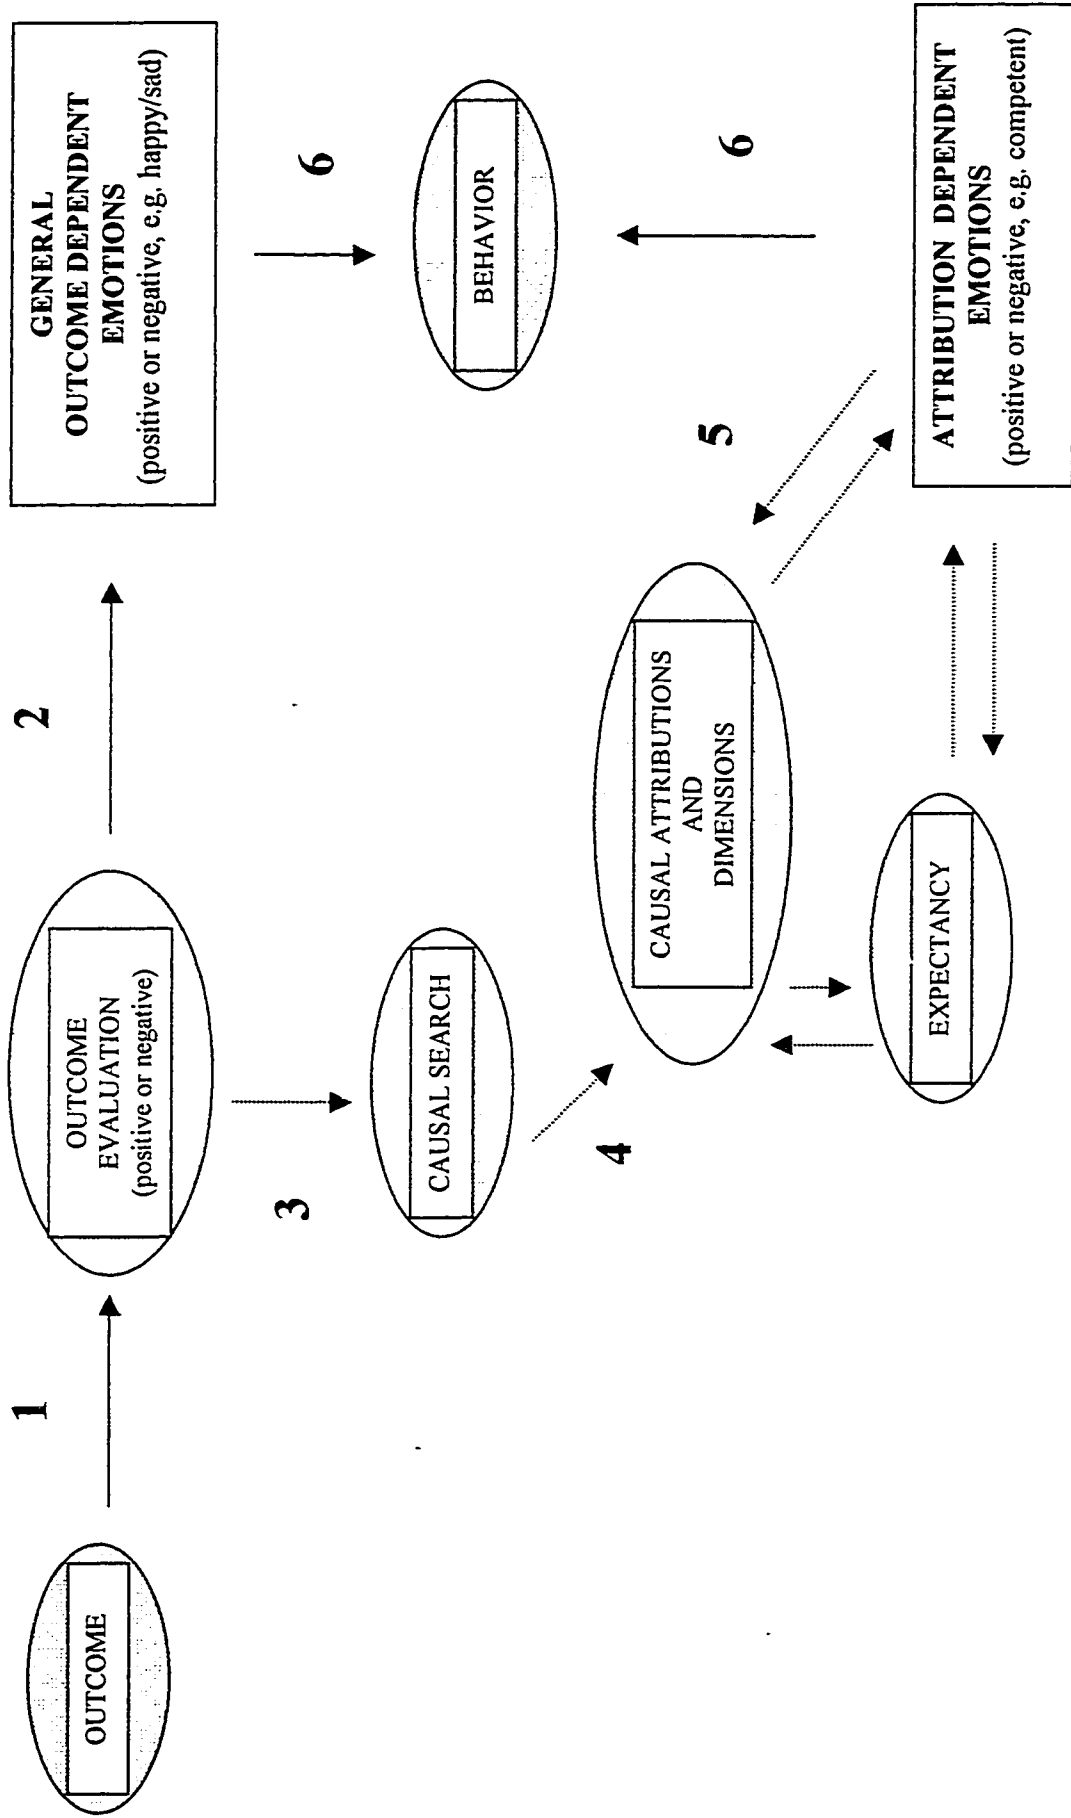 1
2
OUTCOME
OUTCOME
EVALUATION
(positive or negative)
GENERAL
OUTCOME DEPENDENT
EMOTIONS
(positive or negative, e.g. happy/sad)
3
6
CAUSAL SEARCH
BEHAVIOR
4
5
6
CAUSAL ATTRIBUTIONS
AND
DIMENSIONS
EXPECTANCY
ATTRIBUTION DEPENDENT
EMOTIONS
(positive or negative, e.g. competent)